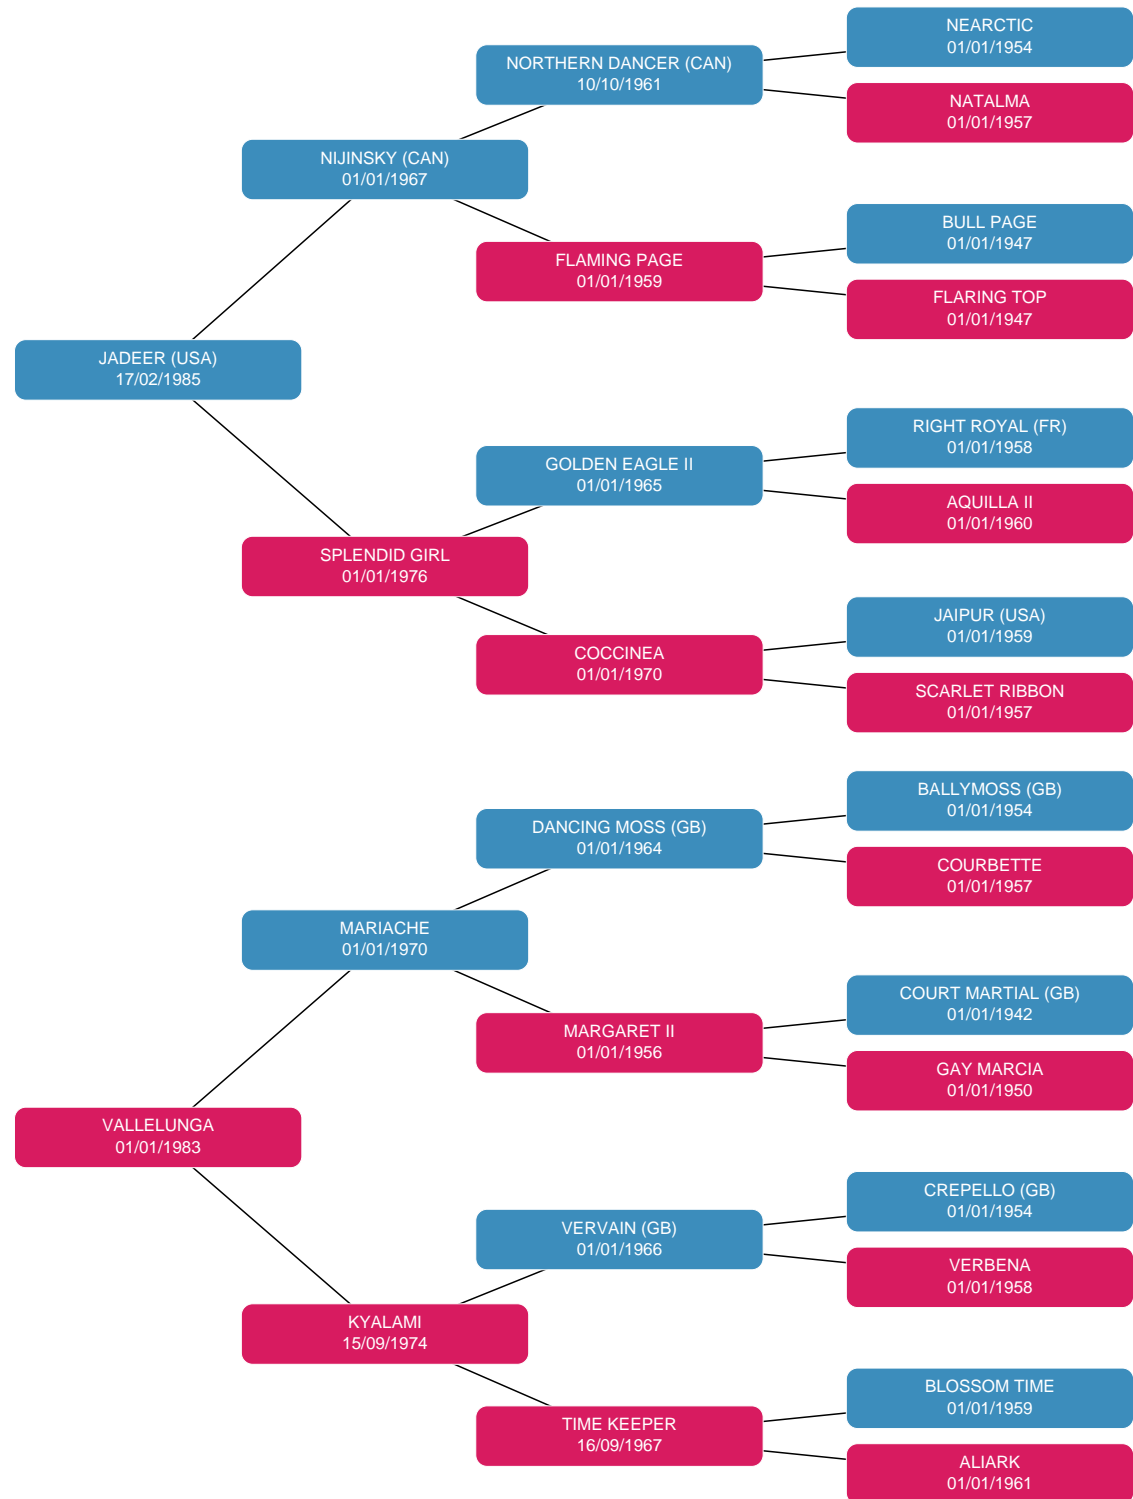 NEARCTIC
01/01/1954
NORTHERN DANCER (CAN)
10/10/1961
NATALMA
01/01/1957
NIJINSKY (CAN)
01/01/1967
BULL PAGE
01/01/1947
FLAMING PAGE
01/01/1959
FLARING TOP
01/01/1947
JADEER (USA)
17/02/1985
RIGHT ROYAL (FR)
01/01/1958
GOLDEN EAGLE II
01/01/1965
AQUILLA II
01/01/1960
SPLENDID GIRL
01/01/1976
JAIPUR (USA)
01/01/1959
COCCINEA
01/01/1970
SCARLET RIBBON
01/01/1957
BALLYMOSS (GB)
01/01/1954
DANCING MOSS (GB)
01/01/1964
COURBETTE
01/01/1957
MARIACHE
01/01/1970
COURT MARTIAL (GB)
01/01/1942
MARGARET II
01/01/1956
GAY MARCIA
01/01/1950
VALLELUNGA
01/01/1983
CREPELLO (GB)
01/01/1954
VERVAIN (GB)
01/01/1966
VERBENA
01/01/1958
KYALAMI
15/09/1974
BLOSSOM TIME
01/01/1959
TIME KEEPER
16/09/1967
ALIARK
01/01/1961